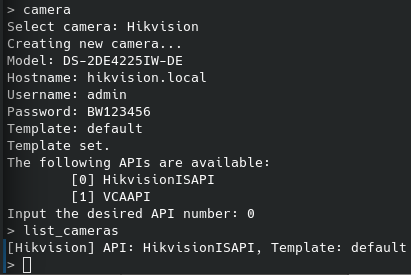 > camera
Select camera: Hikvision
Creating new camera...
Model: DS-2DE4225IW-DE
Hostname: hikvision.local
Username: admin
Password: BW123456
Template: default
Template set.
The following APIs are available:
[0] HikvisionISAPI
[1] VCAAPI
Input the desired API number: 0
> list_cameras
[Hikvision] API: HikvisionISAPI, Template: default
>